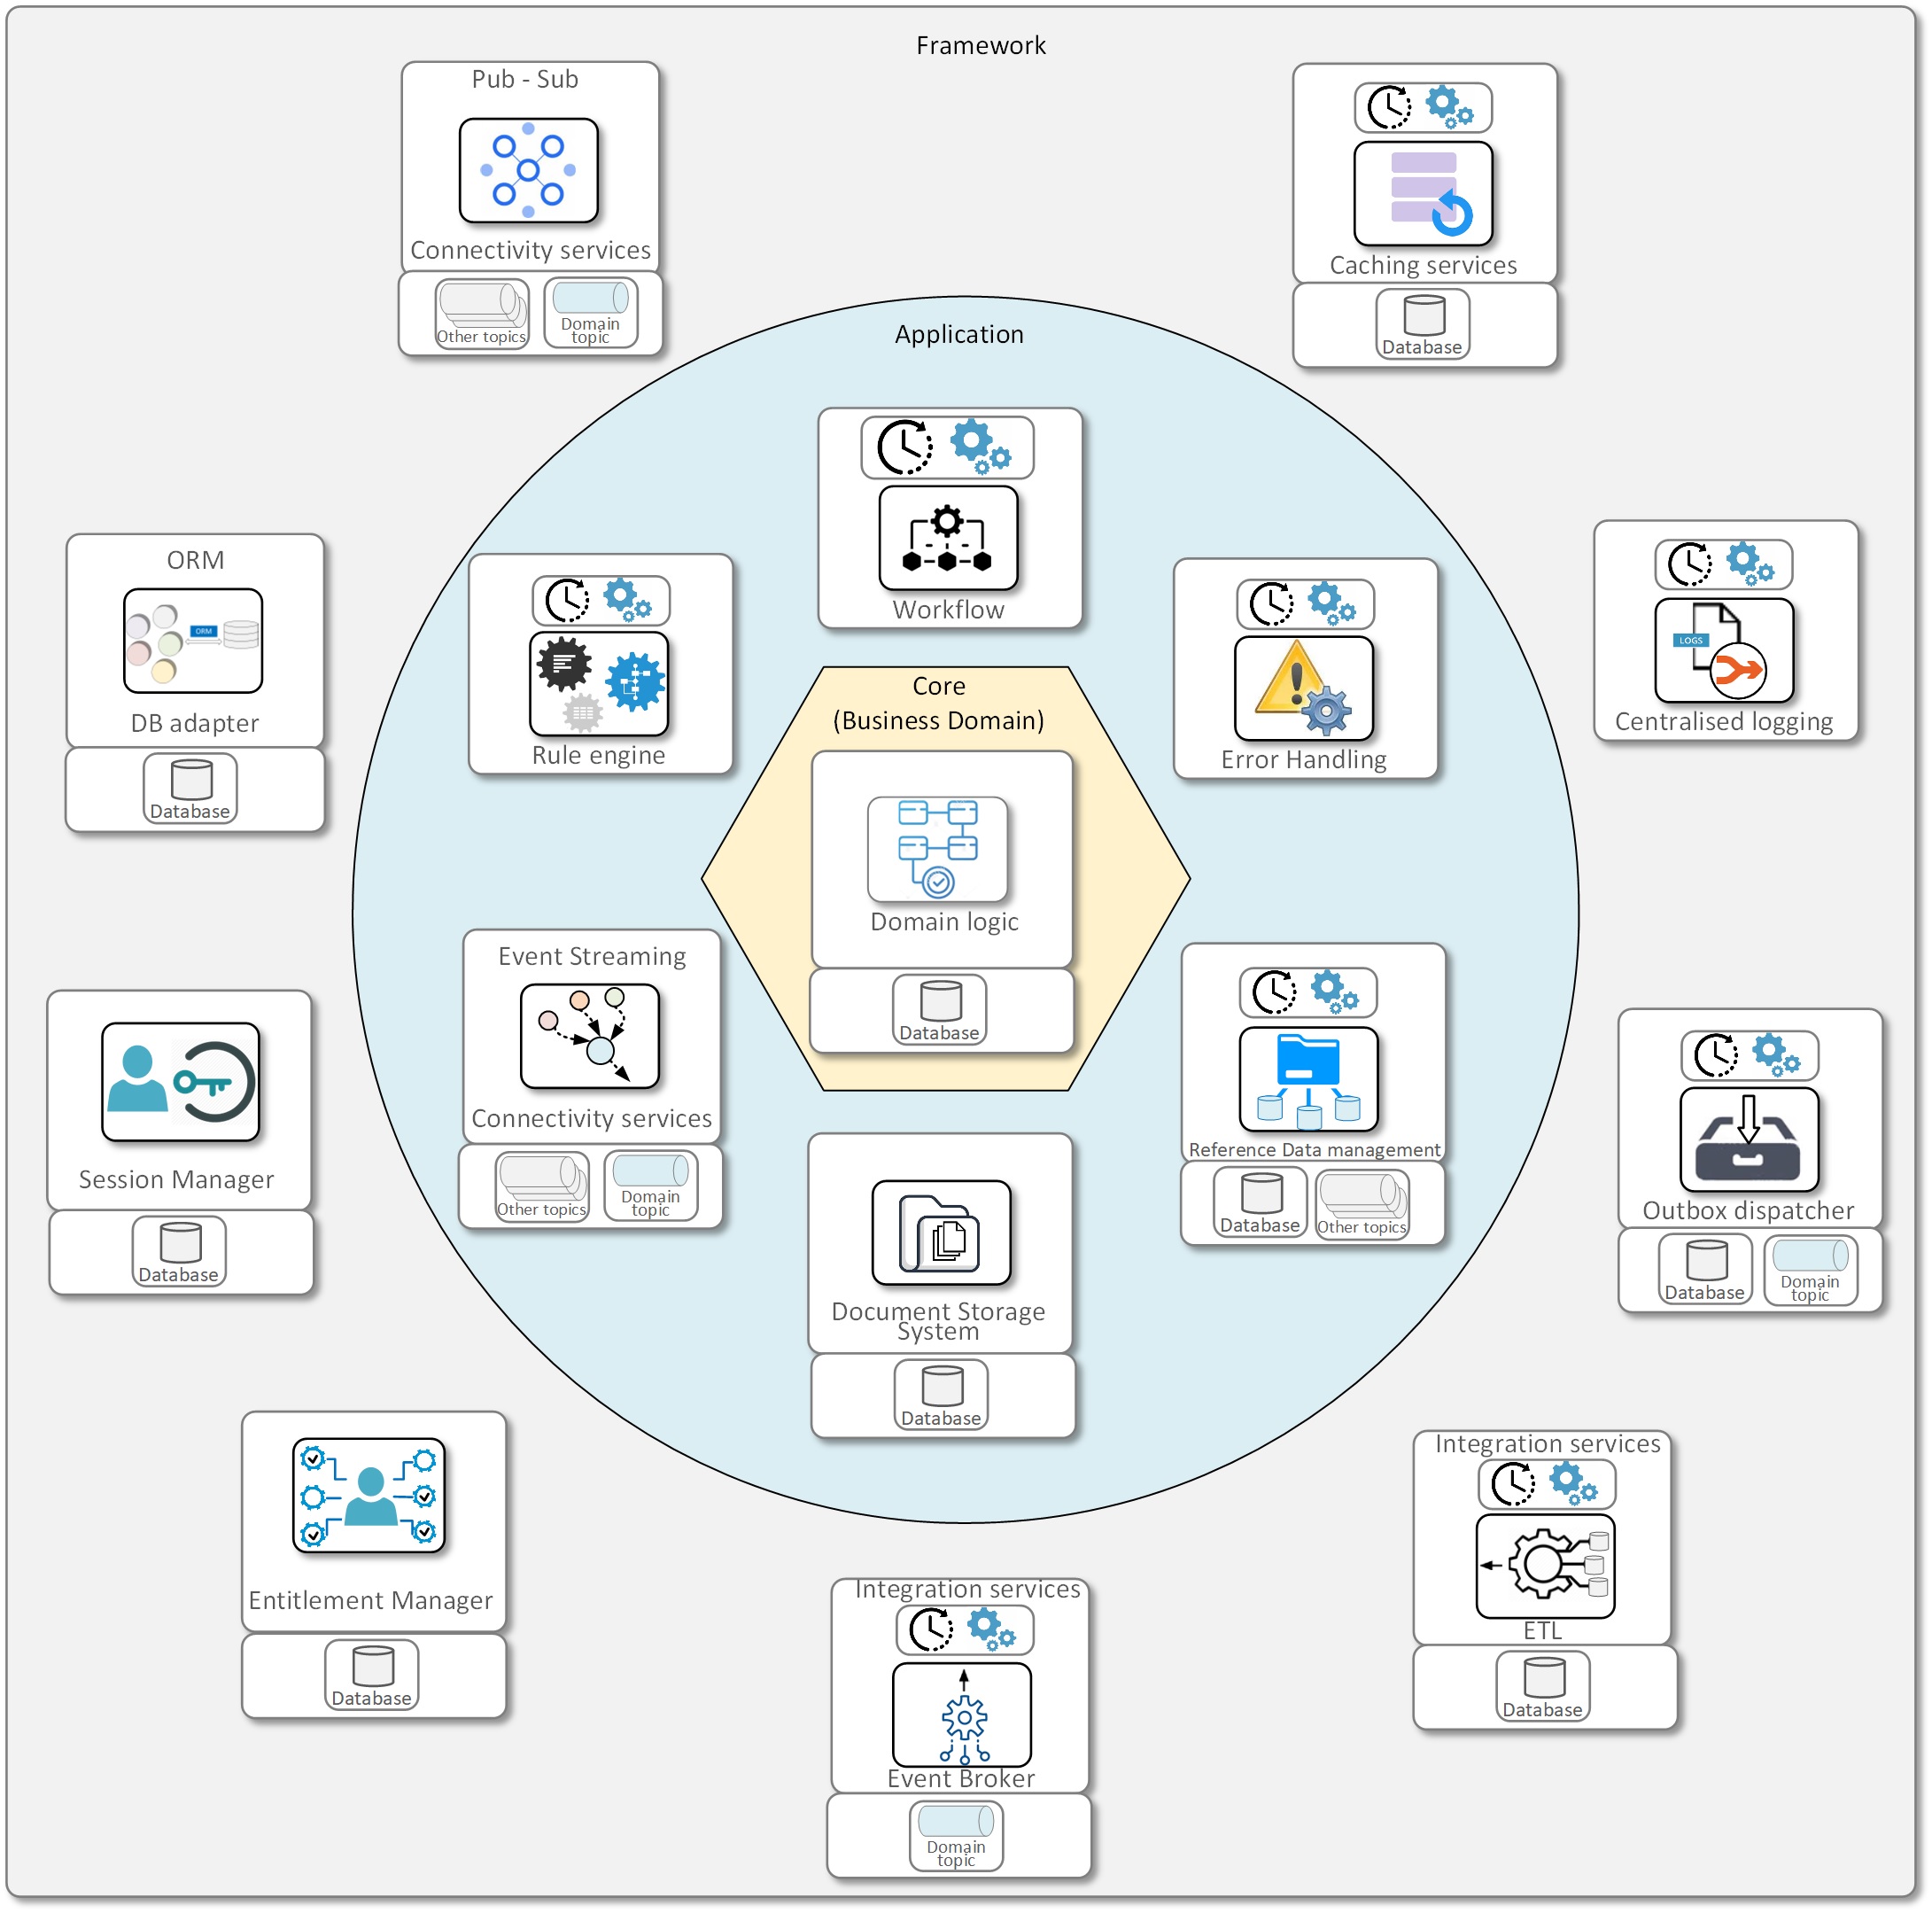 Framework
Pub - Sub
Connectivity services
Other topics
Domain
topic
Caching services
Database
Application
Workflow
ORM
DB adapter
Database
Rule engine
Error Handling
LOGS
Centralised logging
Core
(Business Domain)
Domain logic
Database
Event Streaming
Connectivity services
Other topics
Domain
topic
Reference Data management
Database
Other topics
Session Manager
Database
Outbox dispatcher
Database
Domain
topic
Document Storage
System
Database
Entitlement Manager
Database
Integration services
Event Broker
Domain
topic
Integration services
ETL
Database
ORM